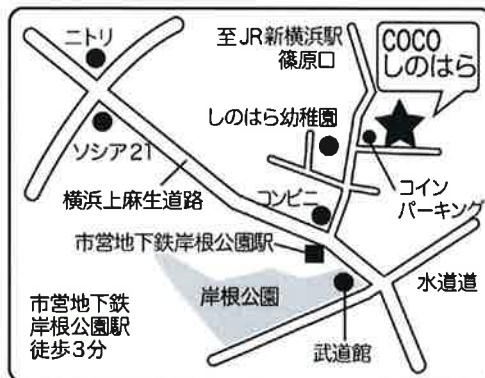 ニトリ
至JR新横浜駅
篠原口
COCO
しのはら
しのはら幼稚園
ソシア21
横浜上麻生道路
コンビニ
コイン
パーキング
市営地下鉄岸根公園駅
岸根公園
水道道
武道館
市営地下鉄
岸根公園駅
徒歩3分